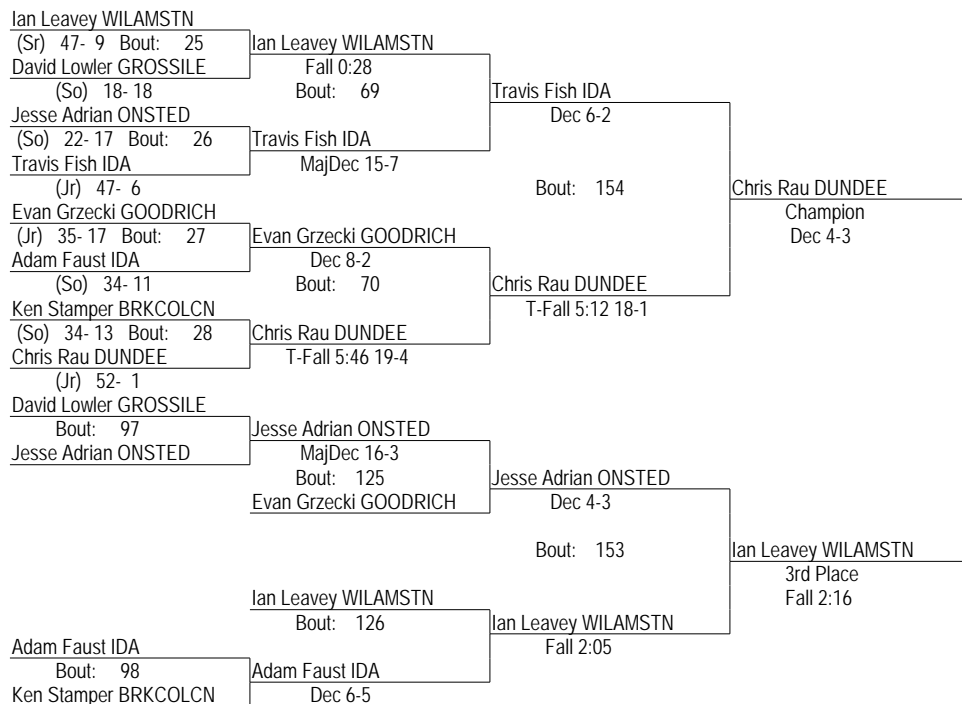 Ian Leavey WILAMSTN
(Sr) 47- 9 Bout: 25
Ian Leavey WILAMSTN
David Lowler GROSSILE
Fall 0:28
(So) 18- 18
Bout: 69
Travis Fish IDA
Jesse Adrian ONSTED
Dec 6-2
(So) 22- 17 Bout: 26
Travis Fish IDA
Travis Fish IDA
MajDec 15-7
(Jr) 47- 6
Bout: 154
Chris Rau DUNDEE
Evan Grzecki GOODRICH
Champion
(Jr) 35- 17 Bout: 27
Evan Grzecki GOODRICH
Dec 4-3
Adam Faust IDA
Dec 8-2
(So) 34- 11
Bout: 70
Chris Rau DUNDEE
Ken Stamper BRKCOLCN
T-Fall 5:12 18-1
(So) 34- 13 Bout: 28
Chris Rau DUNDEE
Chris Rau DUNDEE
T-Fall 5:46 19-4
(Jr) 52- 1
David Lowler GROSSILE
Bout: 97
Jesse Adrian ONSTED
Jesse Adrian ONSTED
MajDec 16-3
Bout: 125
Jesse Adrian ONSTED
Evan Grzecki GOODRICH
Dec 4-3
Bout: 153
Ian Leavey WILAMSTN
3rd Place
Fall 2:16
Ian Leavey WILAMSTN
Bout: 126
Ian Leavey WILAMSTN
Fall 2:05
Adam Faust IDA
Bout: 98
Adam Faust IDA
Ken Stamper BRKCOLCN
Dec 6-5